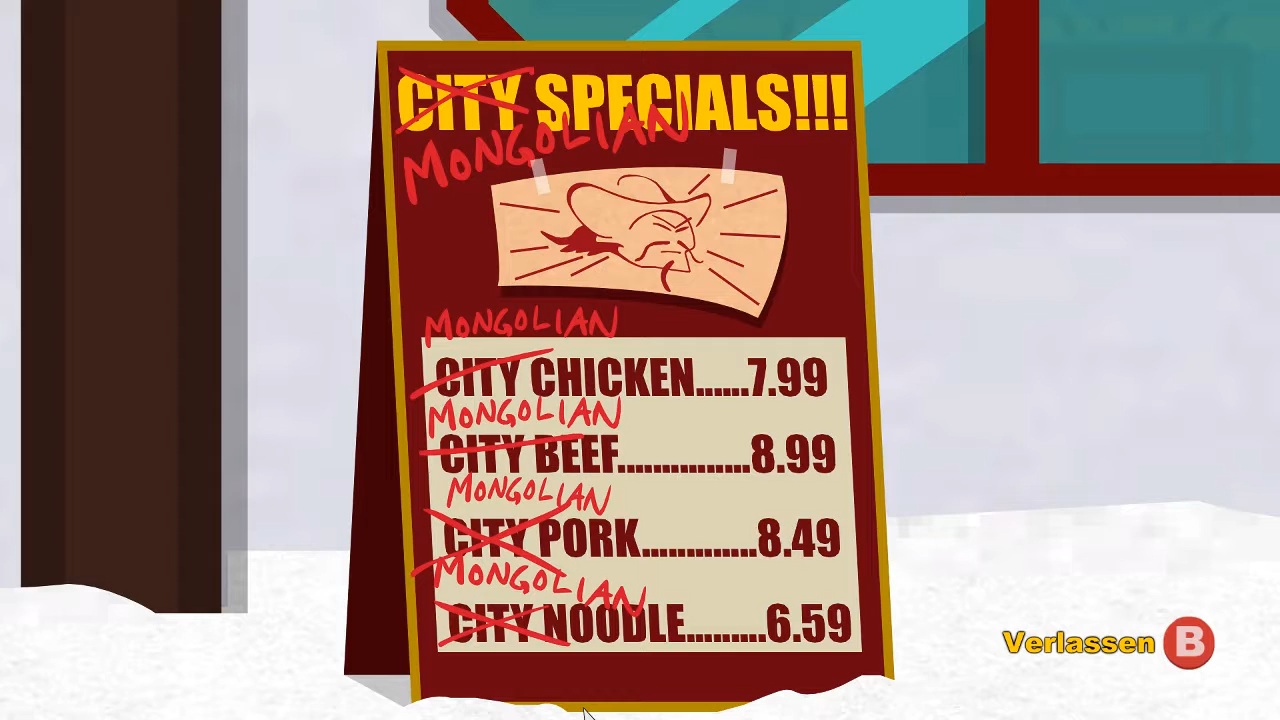 CITY SPECIALS!!!
MONGOLIAN
MONGOLIAN
CITY CHICKEN......7.99
MONGOLIAN
CITY BEEF...............8.99
MONGOLIAN
CITY PORK.............8.49
MONGOLIAN
CITY NOODLE.........6.59
Verlassen B